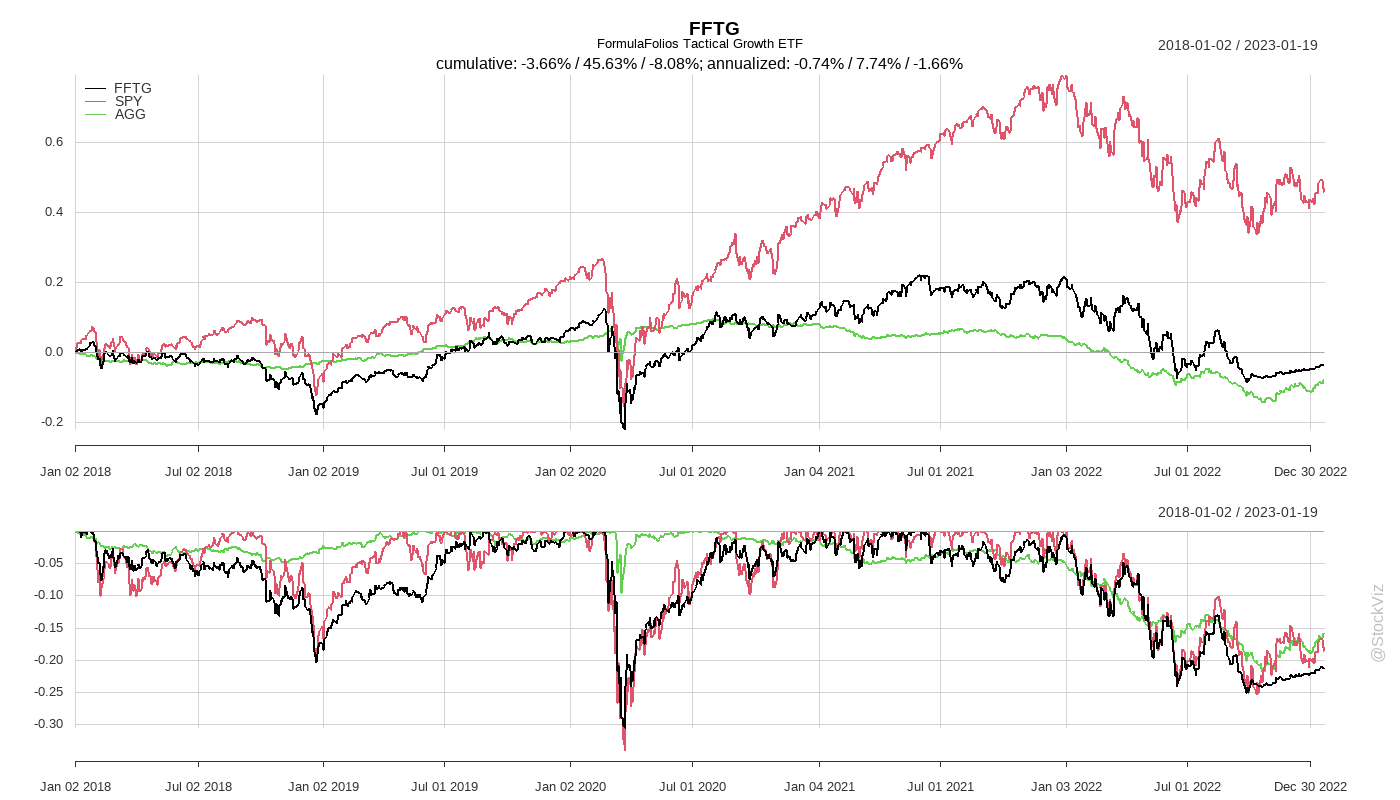 FFTG
FormulaFolios Tactical Growth ETF
2018-01-02 / 2023-01-19
cumulative: -3.66% / 45.63% / -8.08%; annualized: -0.74% / 7.74% / -1.66%
FFTG
SPY
AGG
0.6
0.4
0.2
0.0
-0.2
Jan 02 2018 Jul 02 2018 Jan 02 2019 Jul 01 2019 Jan 02 2020 Jul 01 2020 Jan 04 2021 Jul 01 2021 Jan 03 2022 Jul 01 2022 Dec 30 2022
2018-01-02 / 2023-01-19
-0.05
-0.10
-0.15
-0.20
-0.25
-0.30
Jan 02 2018 Jul 02 2018 Jan 02 2019 Jul 01 2019 Jan 02 2020 Jul 01 2020 Jan 04 2021 Jul 01 2021 Jan 03 2022 Jul 01 2022 Dec 30 2022
@StockViz